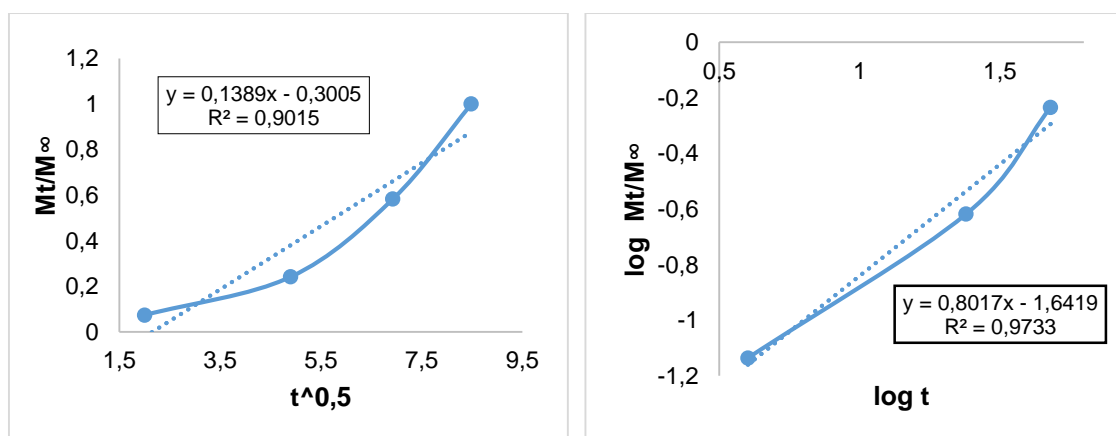 1,2
1
0,8
0,6
0,4
0,2
0
Mt/M∞
y = 0,1389x - 0,3005
R² = 0,9015
1,5 3,5 5,5 7,5 9,5
t^0,5
0
-0,2
-0,4
-0,6
-0,8
-1
-1,2
0,5 1 1,5
log Mt/M∞
y = 0,8017x - 1,6419
R² = 0,9733
log t